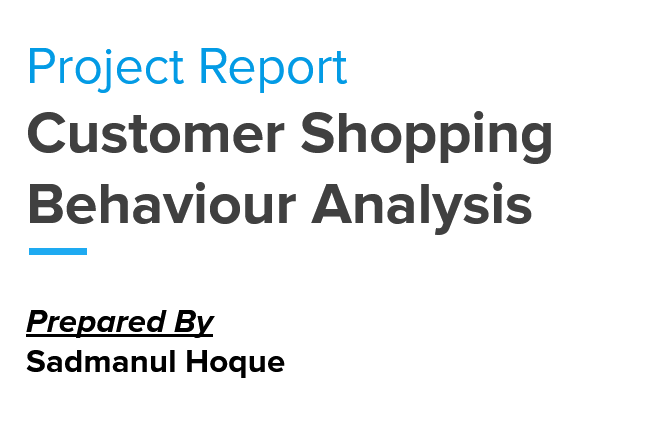 Project Report
Customer Shopping
Behaviour Analysis
Prepared By
Sadmanul Hoque